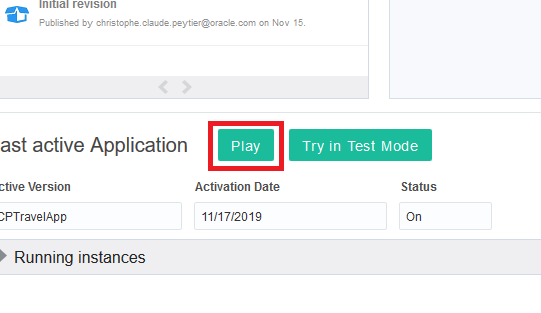 Initial revision
Published by christophe.claude.peytier@oracle.com on Nov 15.
ast active Application
Play
Try in Test Mode
ctive Version
Activation Date
Status
CPTravelApp
11/17/2019
On
Running instances